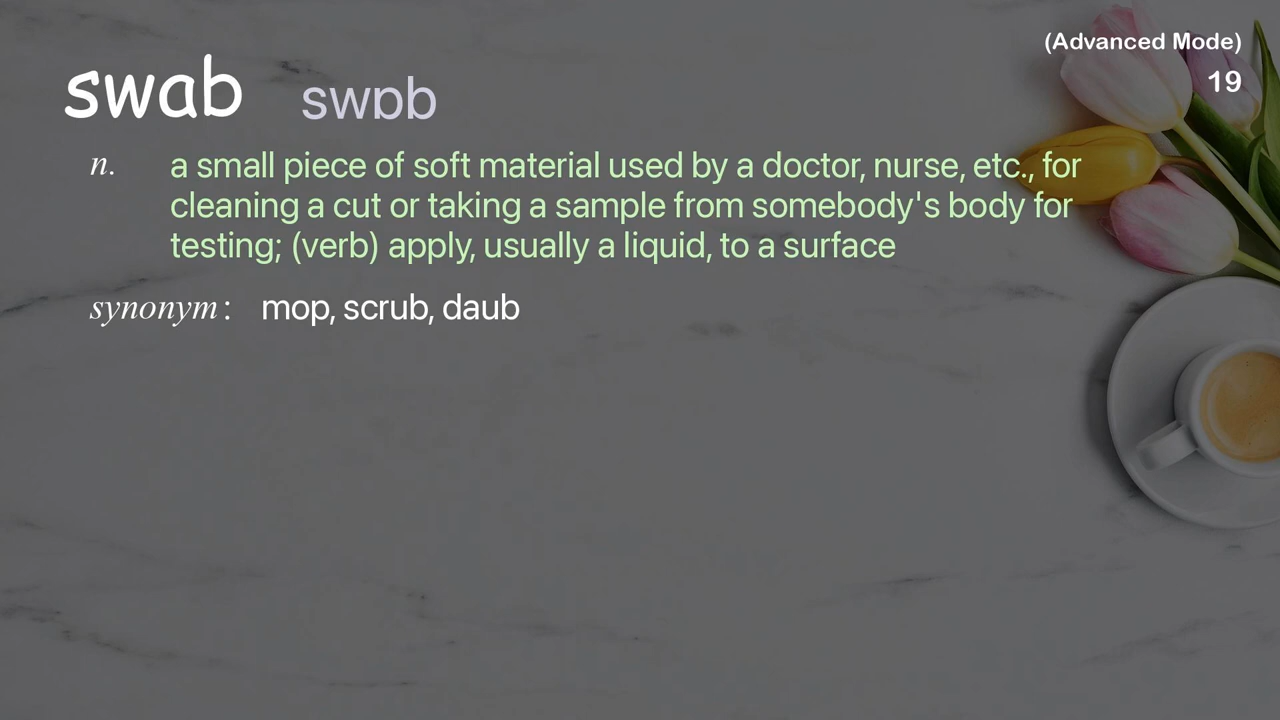 (Advanced Mode)
19
swab swɒb
n. a small piece of soft material used by a doctor, nurse, etc., for
cleaning a cut or taking a sample from somebody's body for
testing; (verb) apply, usually a liquid, to a surface
synonym: mop, scrub, daub